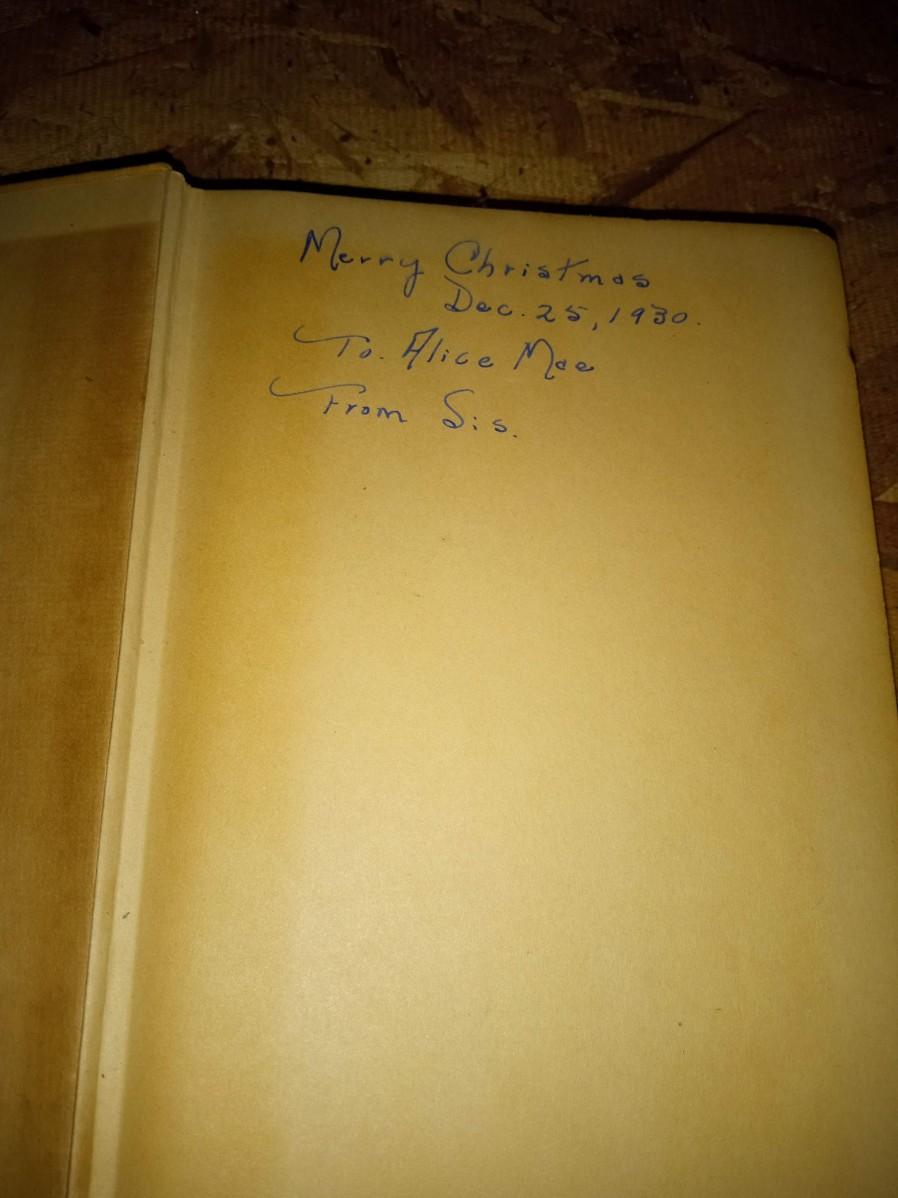 Merry Christmas
Dec. 25, 1930.
To. Alice Mae
From Sis.